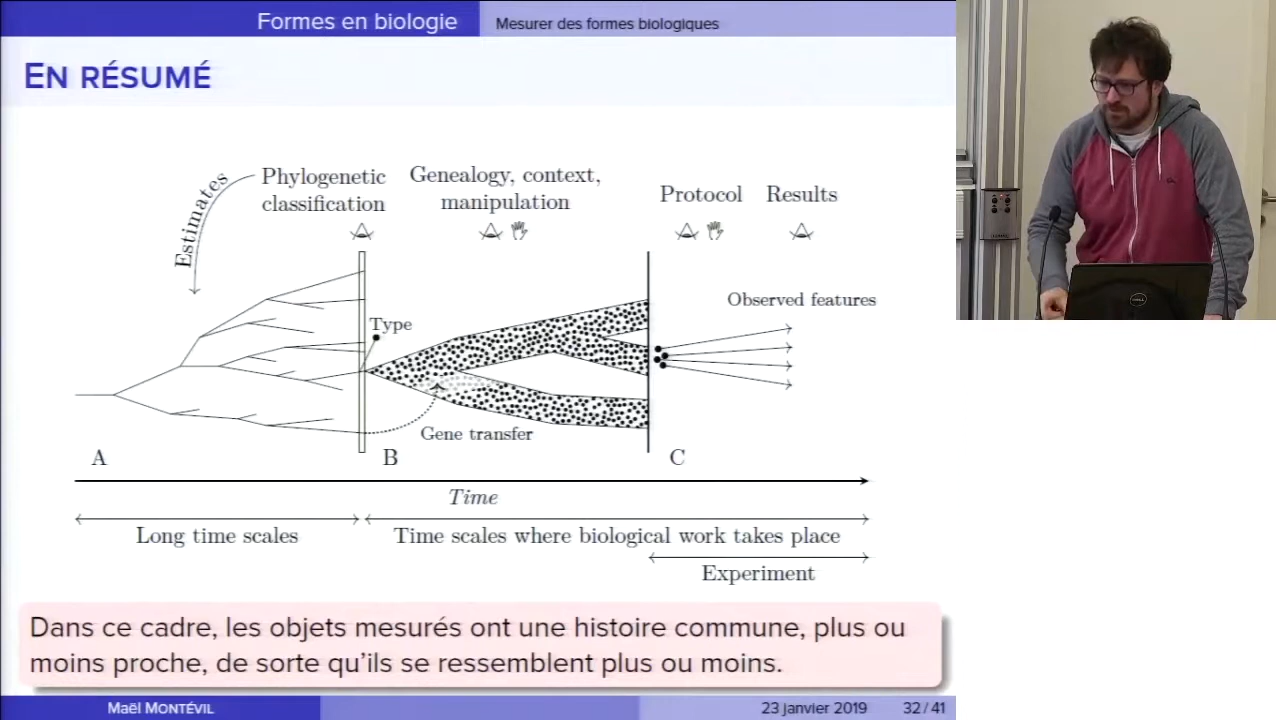 Formes en biologie
Mesurer des formes biologiques
EN RÉSUMÉ
Estimates
Phylogenetic
classification
Genealogy, context,
manipulation
Protocol
Results
Observed features
Type
Gene transfer
A
B
C
Time
Long time scales
Time scales where biological work takes place
Experiment
Dans ce cadre, les objets mesurés ont une histoire commune, plus ou
moins proche, de sorte qu'ils se ressemblent plus ou moins.
Maël MONTÉVIL
23 janvier 2019
32 / 41
DELL